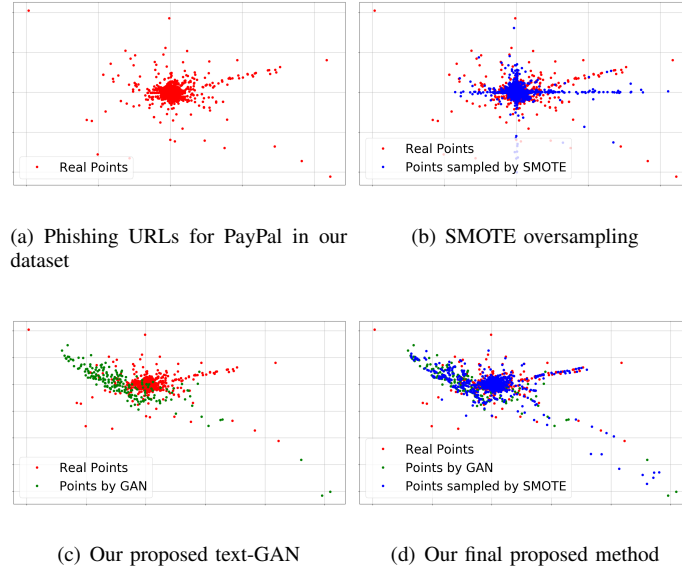 Real Points
Real Points
Points sampled by SMOTE
(a) Phishing URLs for PayPal in our
dataset
(b) SMOTE oversampling
Real Points
Points by GAN
Real Points
Points by GAN
Points sampled by SMOTE
(c) Our proposed text-GAN
(d) Our final proposed method